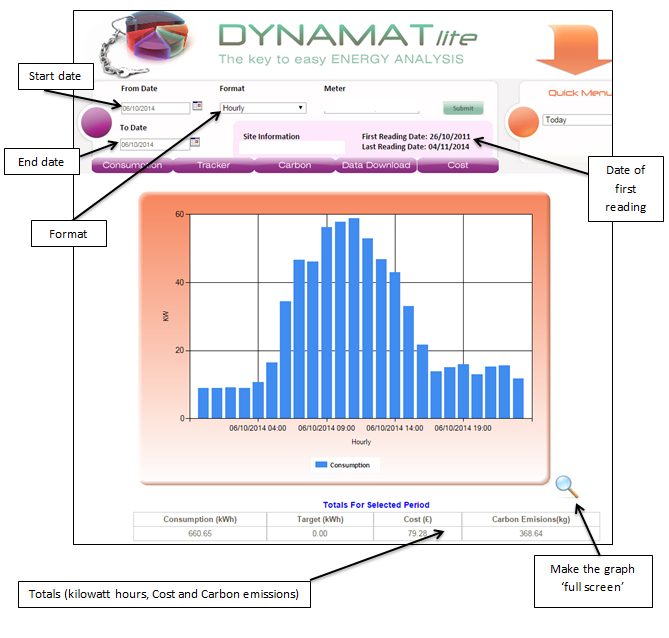 DYNAMAT lite
The key to easy ENERGY ANALYSIS
Start date
From Date
Format
Meter
06/10/2014
Hourly
Submit
Quick Menu
Today
To Date
06/10/2014
Site Information
First Reading Date: 26/10/2011
Last Reading Date: 04/11/2014
End date
Consumption
Tracker
Carbon
Data Download
Cost
Date of
first
reading
Format
60
40
20
0
KW
06/10/2014 04:00
06/10/2014 09:00
06/10/2014 14:00
06/10/2014 19:00
Hourly
Consumption
Totals For Selected Period
Consumption (kWh)
Target (kWh)
Cost (£)
Carbon Emisions(kg)
660.65
0.00
79.28
368.64
Make the graph
‘full screen’
Totals (kilowatt hours, Cost and Carbon emissions)